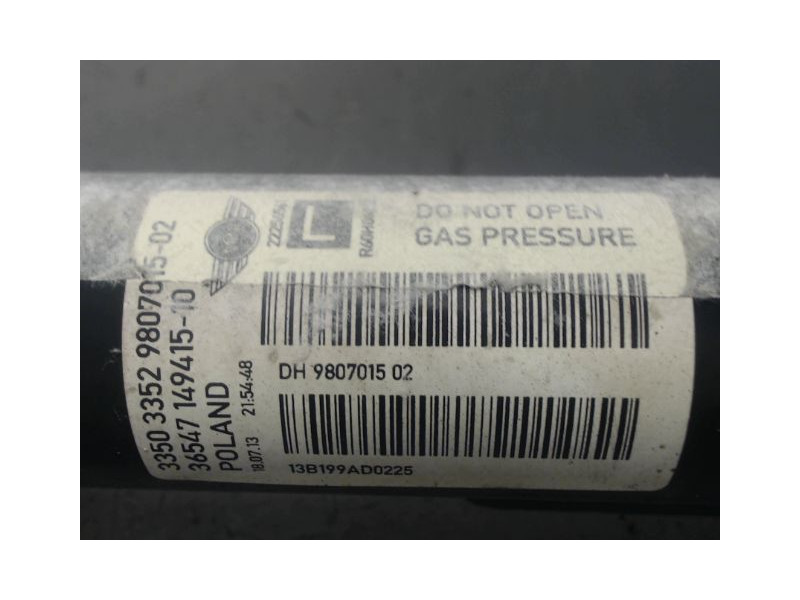 DO NOT OPEN
GAS PRESSURE
L
3350 3352 9807015-02
36547 149415-10
POLAND
18.07.13 21:54:48
DH 9807015 02
13B199AD0225